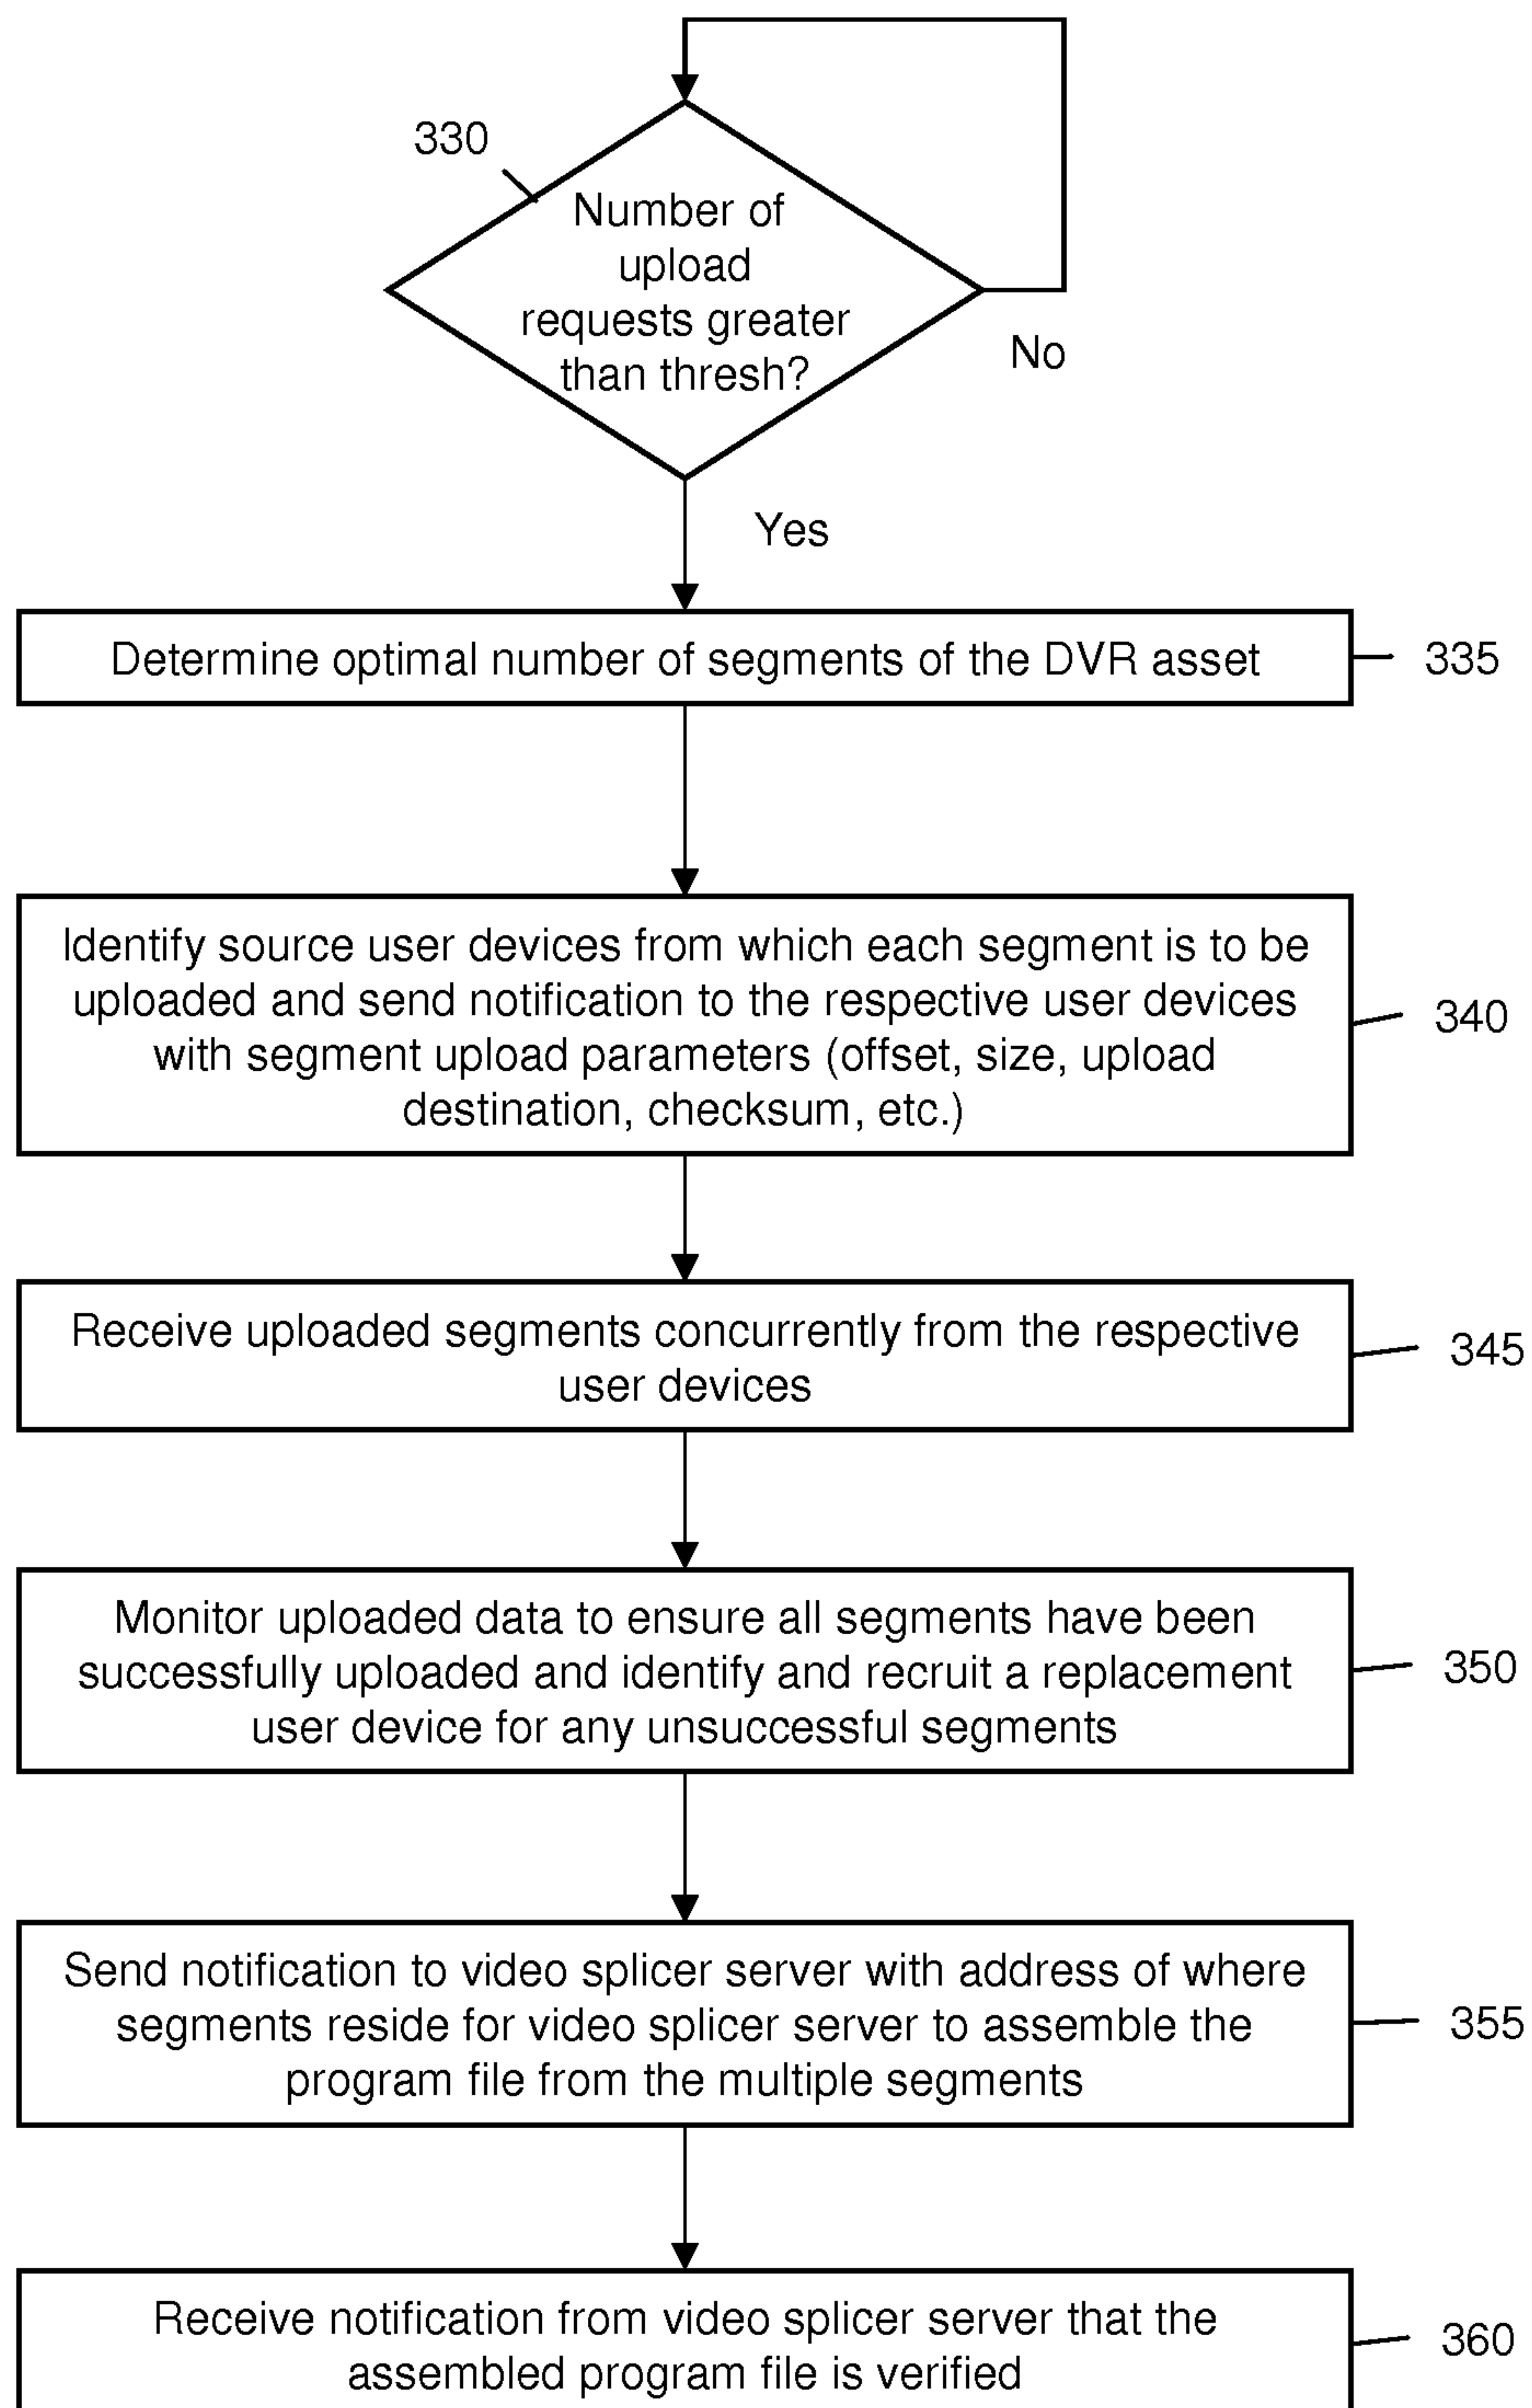 330
Number of
upload
requests greater
than thresh?
No
Yes
Determine optimal number of segments of the DVR asset
335
Identify source user devices from which each segment is to be
uploaded and send notification to the respective user devices
with segment upload parameters (offset, size, upload
destination, checksum, etc.)
340
Receive uploaded segments concurrently from the respective
user devices
345
Monitor uploaded data to ensure all segments have been
successfully uploaded and identify and recruit a replacement
user device for any unsuccessful segments
350
Send notification to video splicer server with address of where
segments reside for video splicer server to assemble the
program file from the multiple segments
355
Receive notification from video splicer server that the
assembled program file is verified
360